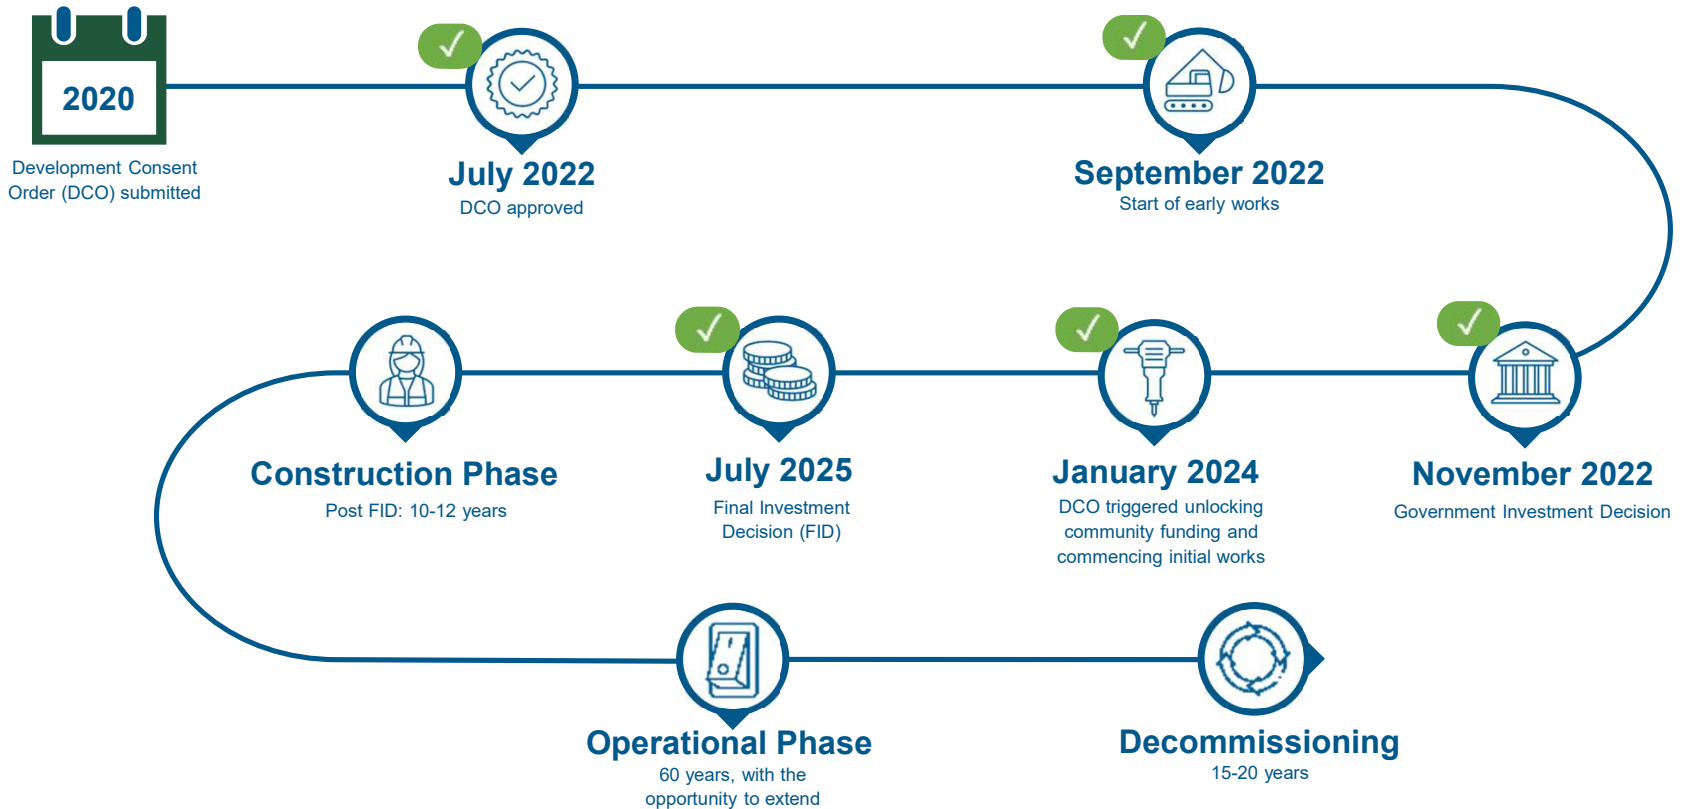 2020
Development Consent
Order (DCO) submitted
July 2022
DCO approved
September 2022
Start of early works
November 2022
Government Investment Decision
January 2024
DCO triggered unlocking
community funding and
commencing initial works
July 2025
Final Investment
Decision (FID)
Construction Phase
Post FID: 10-12 years
Operational Phase
60 years, with the
opportunity to extend
Decommissioning
15-20 years